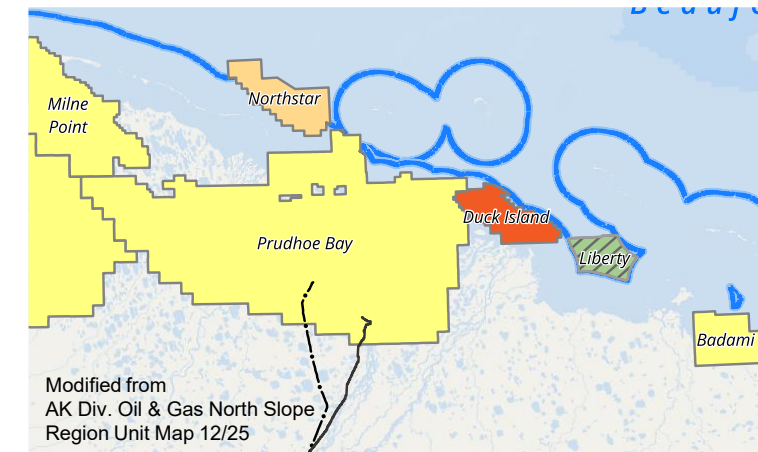 Milne
Point
Northstar
Duck Island
Prudhoe Bay
Liberty
Badami
Modified from
AK Div. Oil & Gas North Slope
Region Unit Map 12/25